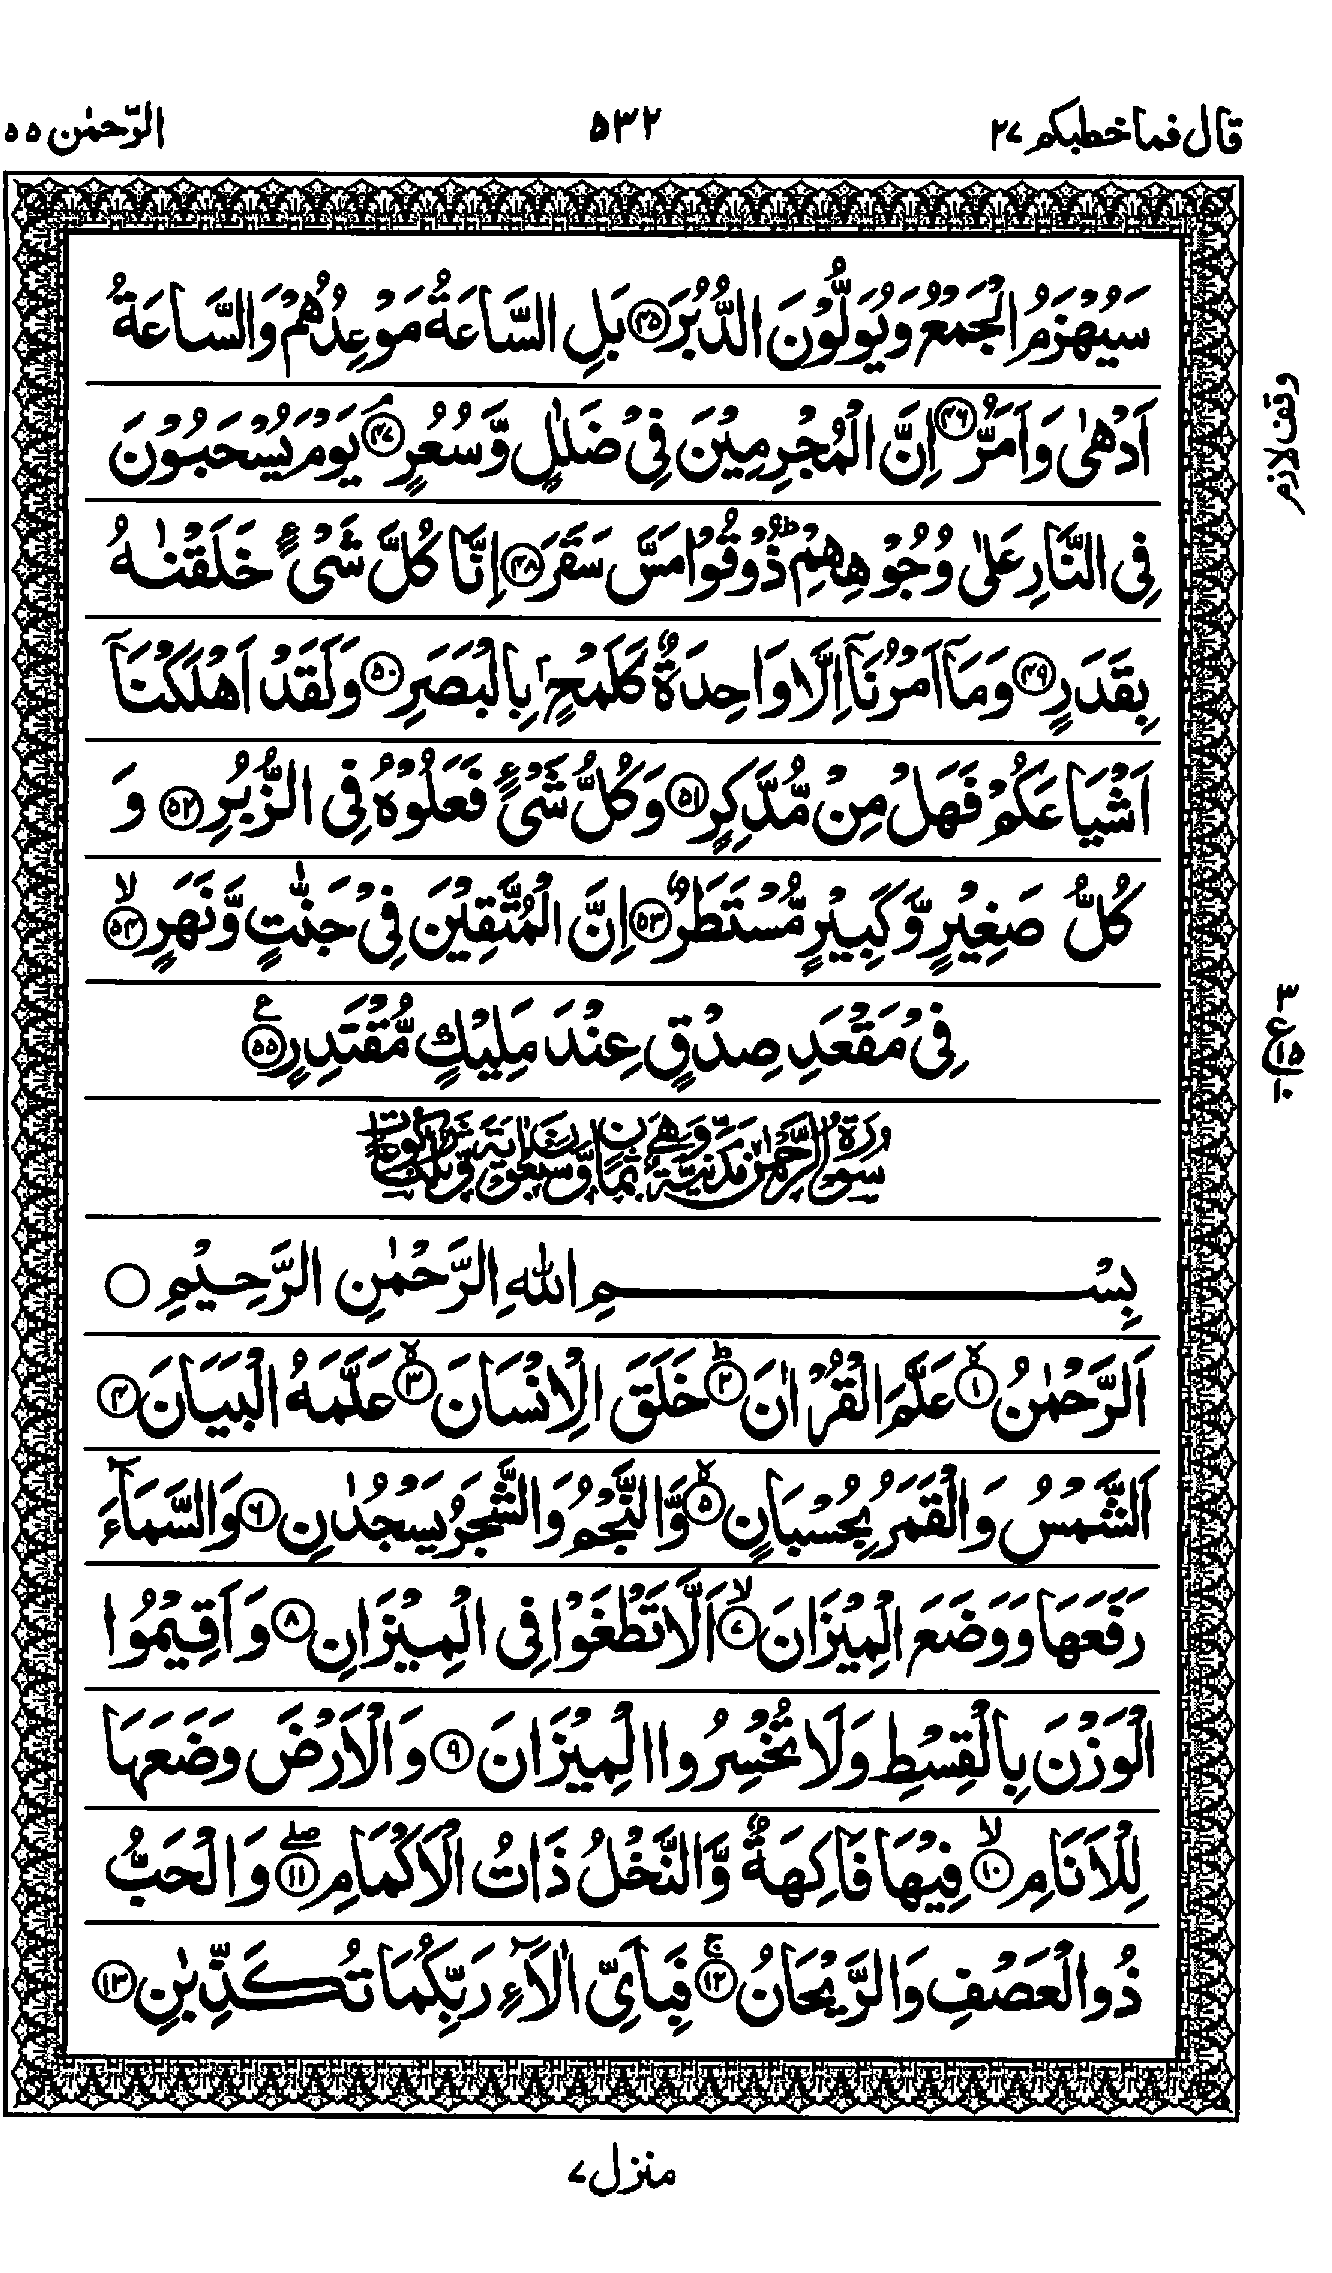 قال فما خطبكم ٢٧
٥٣٢
الرّحمٰن ٥٥
سَيُهْزَمُ الْجَمْعُ وَيُوَلُّوْنَ الدُّبُرَ ﴿٤٥﴾ بَلِ السَّاعَةُ مَوْعِدُهُمْ وَالسَّاعَةُ
وقف لازم
اَدْهٰى وَاَمَرُّ ﴿٤٦﴾ اِنَّ الْمُجْرِمِيْنَ فِيْ ضَلٰلٍ وَّسُعُرٍ ﴿٤٧﴾ يَوْمَ يُسْحَبُوْنَ
فِي النَّارِ عَلٰى وُجُوْهِهِمْ ؕ ذُوْقُوْا مَسَّ سَقَرَ ﴿٤٨﴾ اِنَّا كُلَّ شَيْءٍ خَلَقْنٰهُ
بِقَدَرٍ ﴿٤٩﴾ وَمَآ اَمْرُنَآ اِلَّا وَاحِدَةٌ كَلَمْحٍۭ بِالْبَصَرِ ﴿٥٠﴾ وَلَقَدْ اَهْلَكْنَآ
اَشْيَاعَكُمْ فَهَلْ مِنْ مُّدَّكِرٍ ﴿٥١﴾ وَكُلُّ شَيْءٍ فَعَلُوْهُ فِي الزُّبُرِ ﴿٥٢﴾ وَ
كُلُّ صَغِيْرٍ وَّكَبِيْرٍ مُّسْتَطَرٌ ﴿٥٣﴾ اِنَّ الْمُتَّقِيْنَ فِيْ جَنّٰتٍ وَّنَهَرٍ ۙ﴿٥٤﴾
فِيْ مَقْعَدِ صِدْقٍ عِنْدَ مَلِيْكٍ مُّقْتَدِرٍ ۧ﴿٥٥﴾
٣
ع ١٥
١٠
سُوْرَةُ الرَّحْمٰنِ مَدَنِيَّةٌ وَّهِيَ ثَمَانٍ وَّسَبْعُوْنَ اٰيَةً وَّثَلٰثُ رُكُوْعَاتٍ
بِسْمِ اللّٰهِ الرَّحْمٰنِ الرَّحِيْمِ ○
اَلرَّحْمٰنُ ۙ﴿١﴾ عَلَّمَ الْقُرْاٰنَ ؕ﴿٢﴾ خَلَقَ الْاِنْسَانَ ۙ﴿٣﴾ عَلَّمَهُ الْبَيَانَ ﴿٤﴾
اَلشَّمْسُ وَالْقَمَرُ بِحُسْبَانٍ ۙ﴿٥﴾ وَّالنَّجْمُ وَالشَّجَرُ يَسْجُدٰنِ ﴿٦﴾ وَالسَّمَآءَ
رَفَعَهَا وَوَضَعَ الْمِيْزَانَ ۙ﴿٧﴾ اَلَّا تَطْغَوْا فِي الْمِيْزَانِ ﴿٨﴾ وَاَقِيْمُوا
الْوَزْنَ بِالْقِسْطِ وَلَا تُخْسِرُوا الْمِيْزَانَ ﴿٩﴾ وَالْاَرْضَ وَضَعَهَا
لِلْاَنَامِ ۙ﴿١٠﴾ فِيْهَا فَاكِهَةٌ وَّالنَّخْلُ ذَاتُ الْاَكْمَامِ ۖ﴿١١﴾ وَالْحَبُّ
ذُو الْعَصْفِ وَالرَّيْحَانُ ۚ﴿١٢﴾ فَبِاَيِّ اٰلَآءِ رَبِّكُمَا تُكَذِّبٰنِ ﴿١٣﴾
منزل ٧